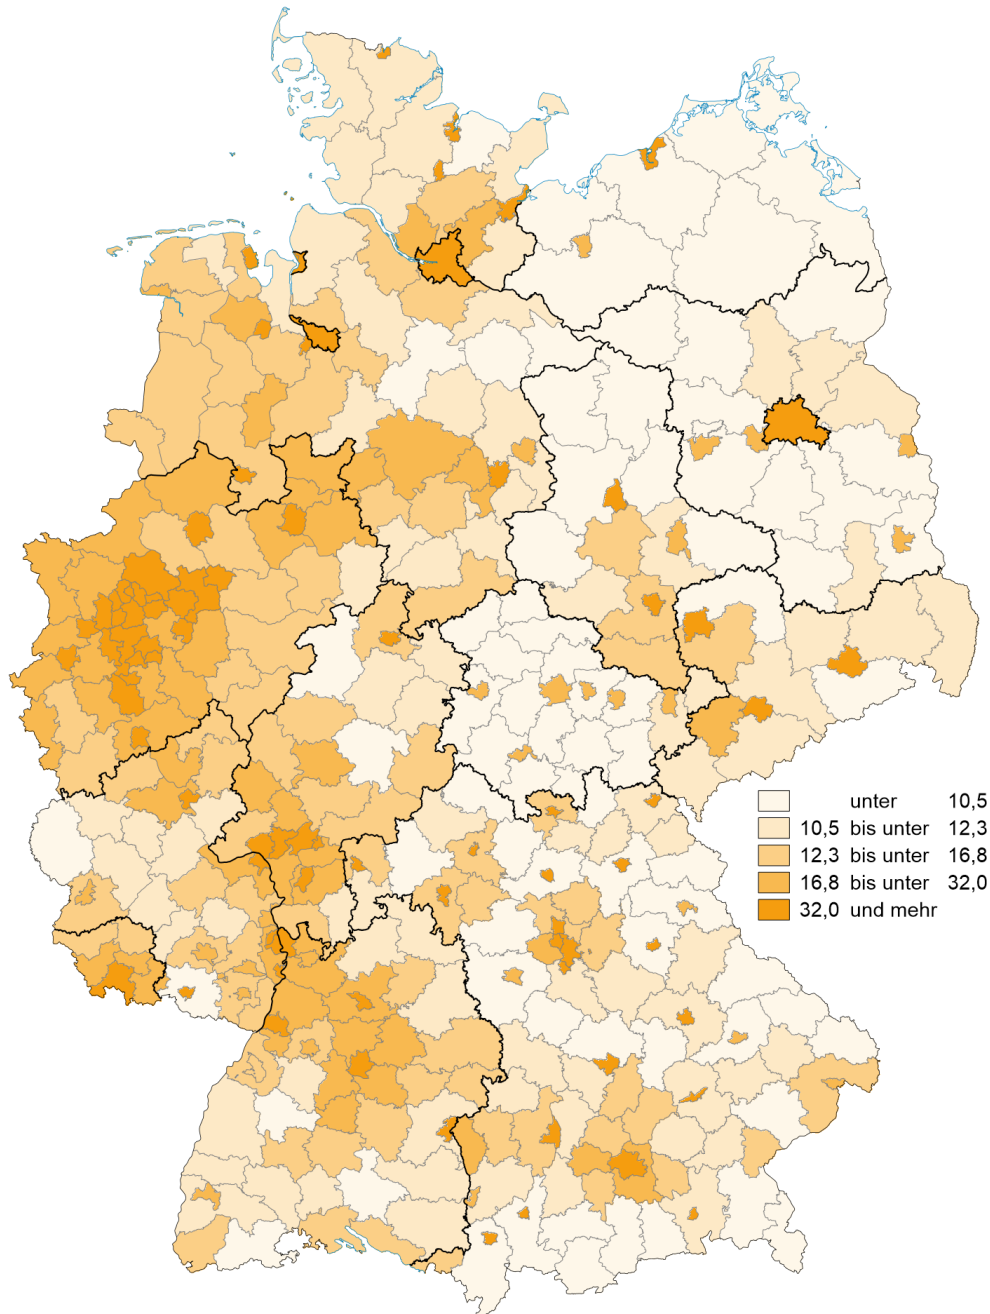 unter 10,5
10,5 bis unter 12,3
12,3 bis unter 16,8
16,8 bis unter 32,0
32,0 und mehr